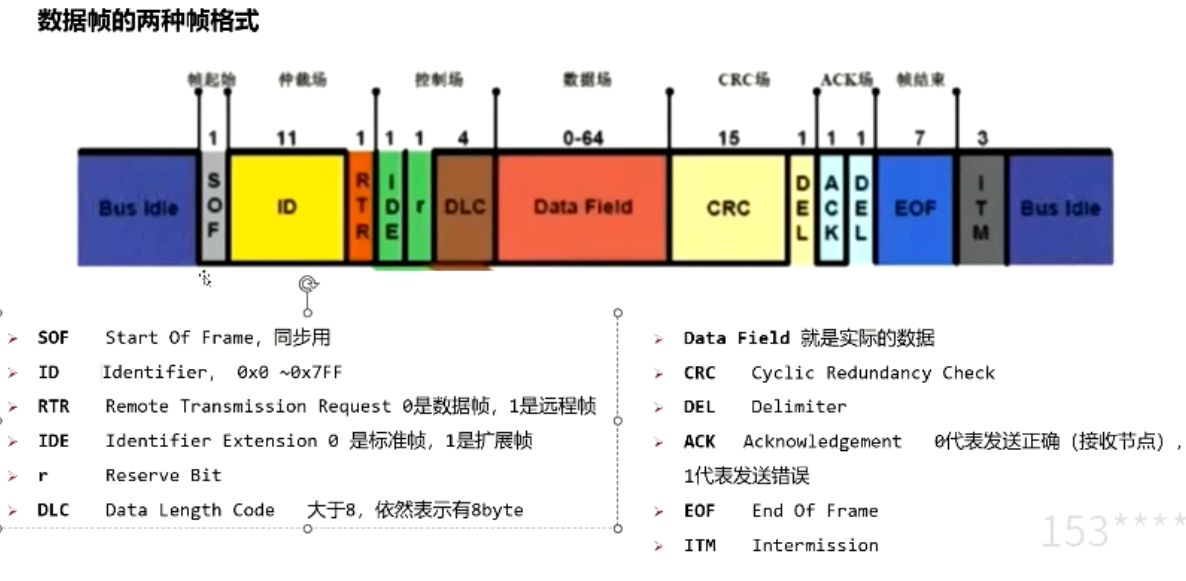 数据帧的两种帧格式
帧起始 仲裁场 控制场 数据场 CRC场 ACK场 帧结束
1 11 1 1 1 4 0-64 15 1 1 1 7 3
Bus Idle SOF ID RTR IDE r DLC Data Field CRC DEL ACK DEL EOF ITM Bus Idle
SOF Start Of Frame，同步用
ID Identifier， 0x0 ~0x7FF
RTR Remote Transmission Request 0是数据帧，1是远程帧
IDE Identifier Extension 0 是标准帧，1是扩展帧
r Reserve Bit
DLC Data Length Code 大于8，依然表示有8byte
Data Field 就是实际的数据
CRC Cyclic Redundancy Check
DEL Delimiter
ACK Acknowledgement 0代表发送正确（接收节点），
1代表发送错误
EOF End Of Frame
ITM Intermission
153****